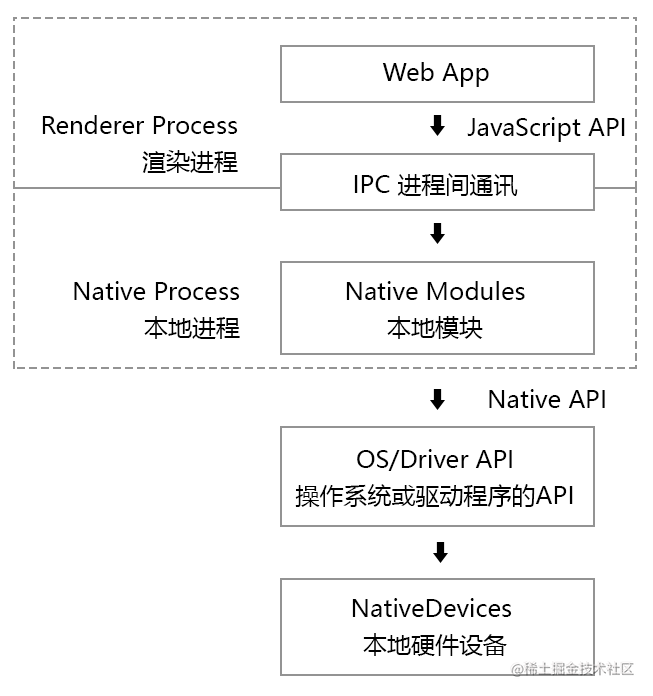 Web App
Renderer Process
渲染进程
JavaScript API
IPC 进程间通讯
Native Process
本地进程
Native Modules
本地模块
Native API
OS/Driver API
操作系统或驱动程序的API
NativeDevices
本地硬件设备
@稀土掘金技术社区